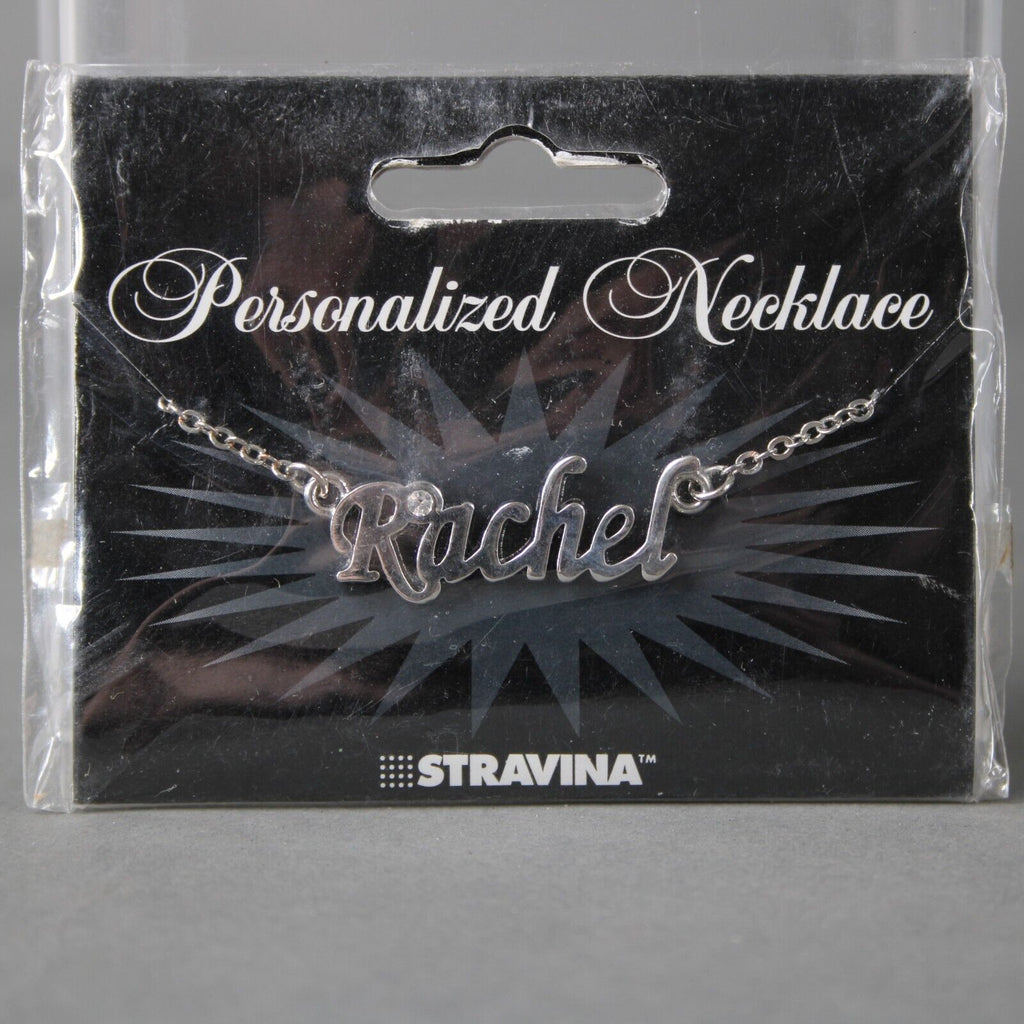 Personalized Necklace
Rachel
STRAVINA™